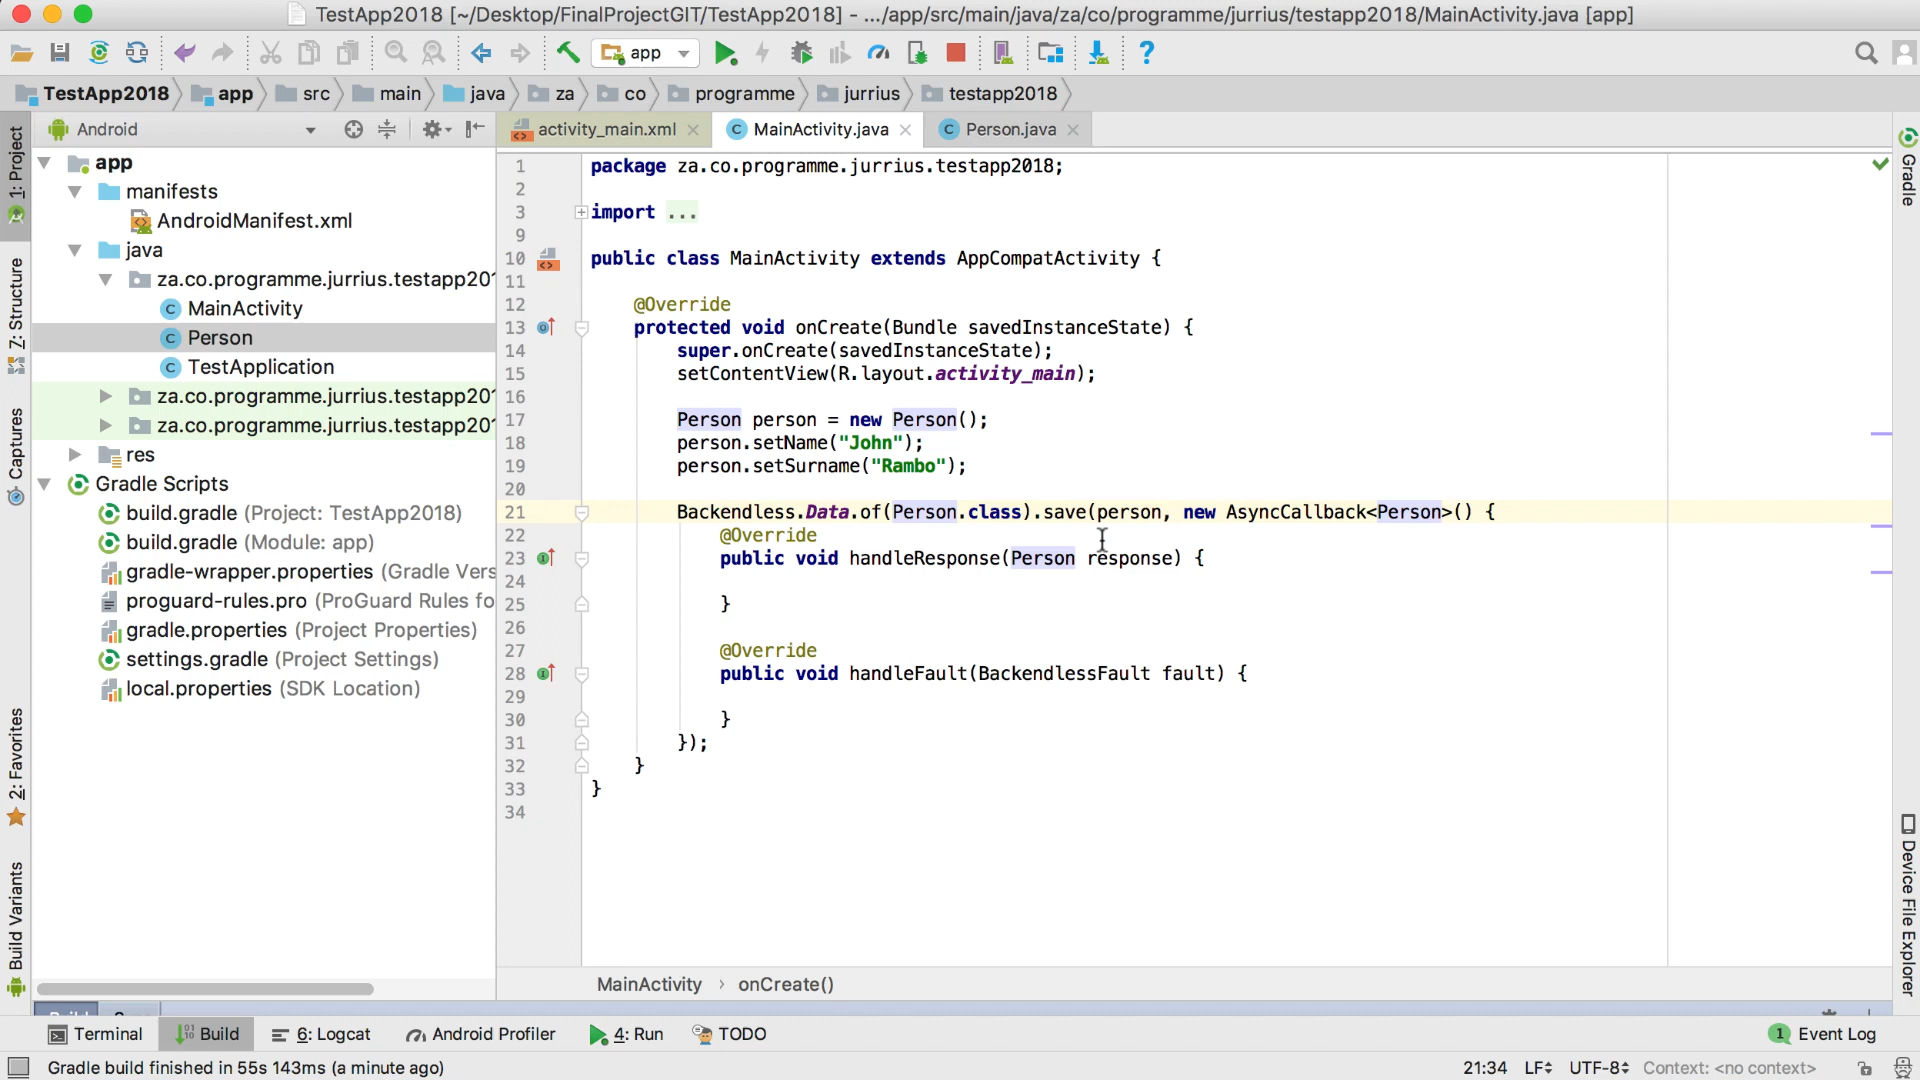 TestApp2018 [~/Desktop/FinalProjectGIT/TestApp2018] - .../app/src/main/java/za/co/programme/jurrius/testapp2018/MainActivity.java [app]
app
?
TestApp2018 app src main java za co programme jurrius testapp2018
Android
activity_main.xml MainActivity.java Person.java
1: Project
Z: Structure
Captures
2: Favorites
Build Variants
app
manifests
AndroidManifest.xml
java
za.co.programme.jurrius.testapp20
MainActivity
Person
TestApplication
za.co.programme.jurrius.testapp20
za.co.programme.jurrius.testapp20
res
Gradle Scripts
build.gradle (Project: TestApp2018)
build.gradle (Module: app)
gradle-wrapper.properties (Gradle Vers
proguard-rules.pro (ProGuard Rules fo
gradle.properties (Project Properties)
settings.gradle (Project Settings)
local.properties (SDK Location)
1 package za.co.programme.jurrius.testapp2018;
2
3 import ...
9
10 public class MainActivity extends AppCompatActivity {
11
12 @Override
13 protected void onCreate(Bundle savedInstanceState) {
14 super.onCreate(savedInstanceState);
15 setContentView(R.layout.activity_main);
16
17 Person person = new Person();
18 person.setName("John");
19 person.setSurname("Rambo");
20
21 Backendless.Data.of(Person.class).save(person, new AsyncCallback<Person>() {
22 @Override
23 public void handleResponse(Person response) {
24
25 }
26
27 @Override
28 public void handleFault(BackendlessFault fault) {
29
30 }
31 });
32 }
33 }
34
Gradle
Device File Explorer
MainActivity › onCreate()
Terminal Build 6: Logcat Android Profiler 4: Run TODO 1 Event Log
Gradle build finished in 55s 143ms (a minute ago) 21:34 LF UTF-8 Context: <no context>